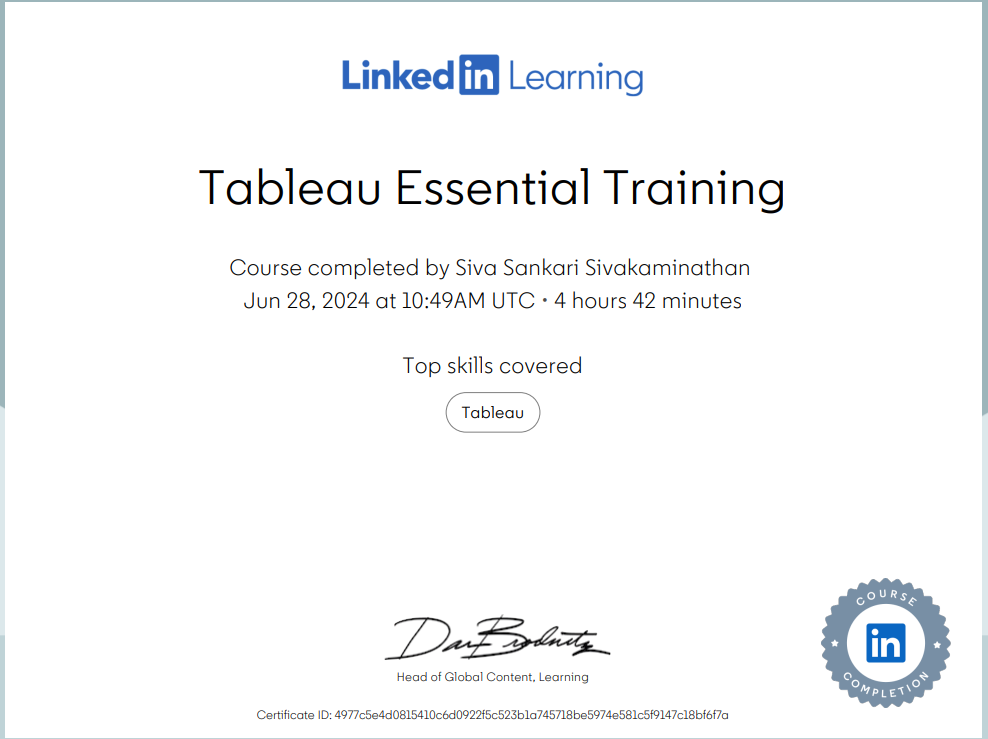 Linked in Learning
Tableau Essential Training
Course completed by Siva Sankari Sivakaminathan
Jun 28, 2024 at 10:49AM UTC • 4 hours 42 minutes
Top skills covered
Tableau
Dan Brodnitz
Head of Global Content, Learning
Certificate ID: 4977c5e4d0815410c6d0922f5c523b1a745718be5974e581c5f9147c18bf6f7a
COURSE
in
COMPLETION